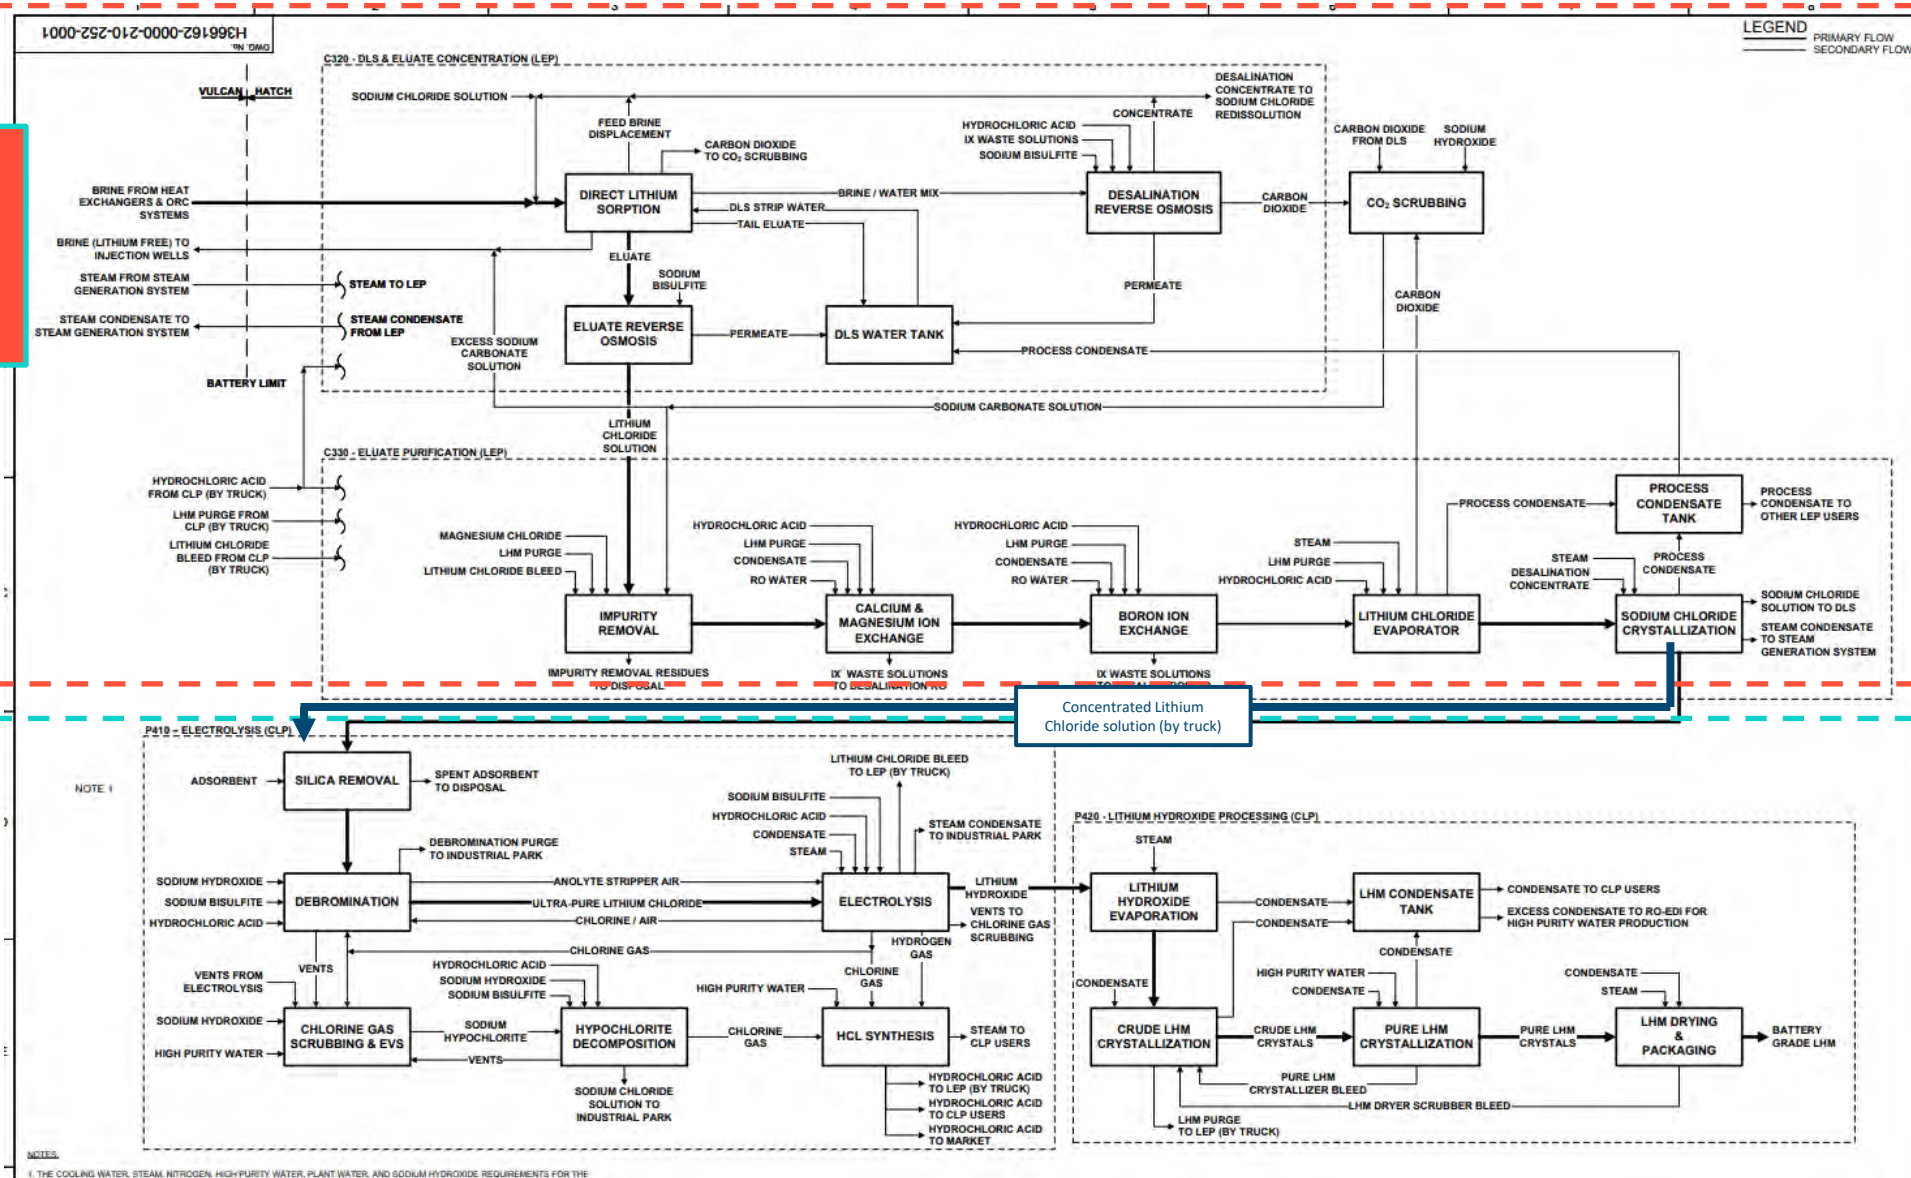 1
2
3
4
5
6
7
8
H366162-0000-210-252-0001
DWG. No.
LEGEND
PRIMARY FLOW
SECONDARY FLOW
VULCAN
HATCH
C320 - DLS & ELUATE CONCENTRATION (LEP)
SODIUM CHLORIDE SOLUTION
FEED BRINE
DISPLACEMENT
CARBON DIOXIDE
TO CO₂ SCRUBBING
HYDROCHLORIC ACID
IX WASTE SOLUTIONS
SODIUM BISULFITE
CONCENTRATE
DESALINATION
CONCENTRATE TO
SODIUM CHLORIDE
REDISSOLUTION
CARBON DIOXIDE
FROM DLS
SODIUM
HYDROXIDE
BRINE FROM HEAT
EXCHANGERS & ORC
SYSTEMS
DIRECT LITHIUM
SORPTION
BRINE / WATER MIX
DLS STRIP WATER
TAIL ELUATE
DESALINATION
REVERSE OSMOSIS
CARBON
DIOXIDE
CO₂ SCRUBBING
BRINE (LITHIUM FREE) TO
INJECTION WELLS
ELUATE
STEAM FROM STEAM
GENERATION SYSTEM
STEAM TO LEP
SODIUM
BISULFITE
PERMEATE
CARBON
DIOXIDE
STEAM CONDENSATE TO
STEAM GENERATION SYSTEM
STEAM CONDENSATE
FROM LEP
EXCESS SODIUM
CARBONATE
SOLUTION
ELUATE REVERSE
OSMOSIS
PERMEATE
DLS WATER TANK
PROCESS CONDENSATE
BATTERY LIMIT
SODIUM CARBONATE SOLUTION
LITHIUM
CHLORIDE
SOLUTION
C330 - ELUATE PURIFICATION (LEP)
HYDROCHLORIC ACID
FROM CLP (BY TRUCK)
LHM PURGE FROM
CLP (BY TRUCK)
LITHIUM CHLORIDE
BLEED FROM CLP
(BY TRUCK)
MAGNESIUM CHLORIDE
LHM PURGE
LITHIUM CHLORIDE BLEED
HYDROCHLORIC ACID
LHM PURGE
CONDENSATE
RO WATER
HYDROCHLORIC ACID
LHM PURGE
CONDENSATE
RO WATER
STEAM
LHM PURGE
HYDROCHLORIC ACID
PROCESS CONDENSATE
PROCESS
CONDENSATE
TANK
PROCESS
CONDENSATE TO
OTHER LEP USERS
STEAM
DESALINATION
CONCENTRATE
PROCESS
CONDENSATE
IMPURITY
REMOVAL
CALCIUM &
MAGNESIUM ION
EXCHANGE
BORON ION
EXCHANGE
LITHIUM CHLORIDE
EVAPORATOR
SODIUM CHLORIDE
CRYSTALLIZATION
SODIUM CHLORIDE
SOLUTION TO DLS
STEAM CONDENSATE
TO STEAM
GENERATION SYSTEM
IMPURITY REMOVAL RESIDUES
TO DISPOSAL
IX WASTE SOLUTIONS
TO DESALINATION RO
IX WASTE SOLUTIONS
Concentrated Lithium
Chloride solution (by truck)
P410 – ELECTROLYSIS (CLP)
NOTE 1
ADSORBENT
SILICA REMOVAL
SPENT ADSORBENT
TO DISPOSAL
LITHIUM CHLORIDE BLEED
TO LEP (BY TRUCK)
SODIUM BISULFITE
HYDROCHLORIC ACID
CONDENSATE
STEAM
STEAM CONDENSATE
TO INDUSTRIAL PARK
DEBROMINATION PURGE
TO INDUSTRIAL PARK
SODIUM HYDROXIDE
SODIUM BISULFITE
HYDROCHLORIC ACID
DEBROMINATION
ANOLYTE STRIPPER AIR
ULTRA-PURE LITHIUM CHLORIDE
CHLORINE / AIR
ELECTROLYSIS
LITHIUM
HYDROXIDE
VENTS TO
CHLORINE GAS
SCRUBBING
CHLORINE GAS
HYDROGEN
GAS
CHLORINE
GAS
VENTS
VENTS FROM
ELECTROLYSIS
HYDROCHLORIC ACID
SODIUM HYDROXIDE
SODIUM BISULFITE
HIGH PURITY WATER
SODIUM HYDROXIDE
HIGH PURITY WATER
CHLORINE GAS
SCRUBBING & EVS
SODIUM
HYPOCHLORITE
VENTS
HYPOCHLORITE
DECOMPOSITION
CHLORINE
GAS
HCL SYNTHESIS
STEAM TO
CLP USERS
SODIUM CHLORIDE
SOLUTION TO
INDUSTRIAL PARK
HYDROCHLORIC ACID
TO LEP (BY TRUCK)
HYDROCHLORIC ACID
TO CLP USERS
HYDROCHLORIC ACID
TO MARKET
P420 - LITHIUM HYDROXIDE PROCESSING (CLP)
STEAM
LITHIUM
HYDROXIDE
EVAPORATION
CONDENSATE
CONDENSATE
LHM CONDENSATE
TANK
CONDENSATE TO CLP USERS
EXCESS CONDENSATE TO RO-EDI FOR
HIGH PURITY WATER PRODUCTION
CONDENSATE
CONDENSATE
HIGH PURITY WATER
CONDENSATE
CONDENSATE
STEAM
CRUDE LHM
CRYSTALLIZATION
CRUDE LHM
CRYSTALS
PURE LHM
CRYSTALLIZATION
PURE LHM
CRYSTALS
LHM DRYING
&
PACKAGING
BATTERY
GRADE LHM
PURE LHM
CRYSTALLIZER BLEED
LHM DRYER SCRUBBER BLEED
LHM PURGE
TO LEP (BY TRUCK)
NOTES:
1. THE COOLING WATER, STEAM, NITROGEN, HIGH PURITY WATER, PLANT WATER, AND SODIUM HYDROXIDE REQUIREMENTS FOR THE